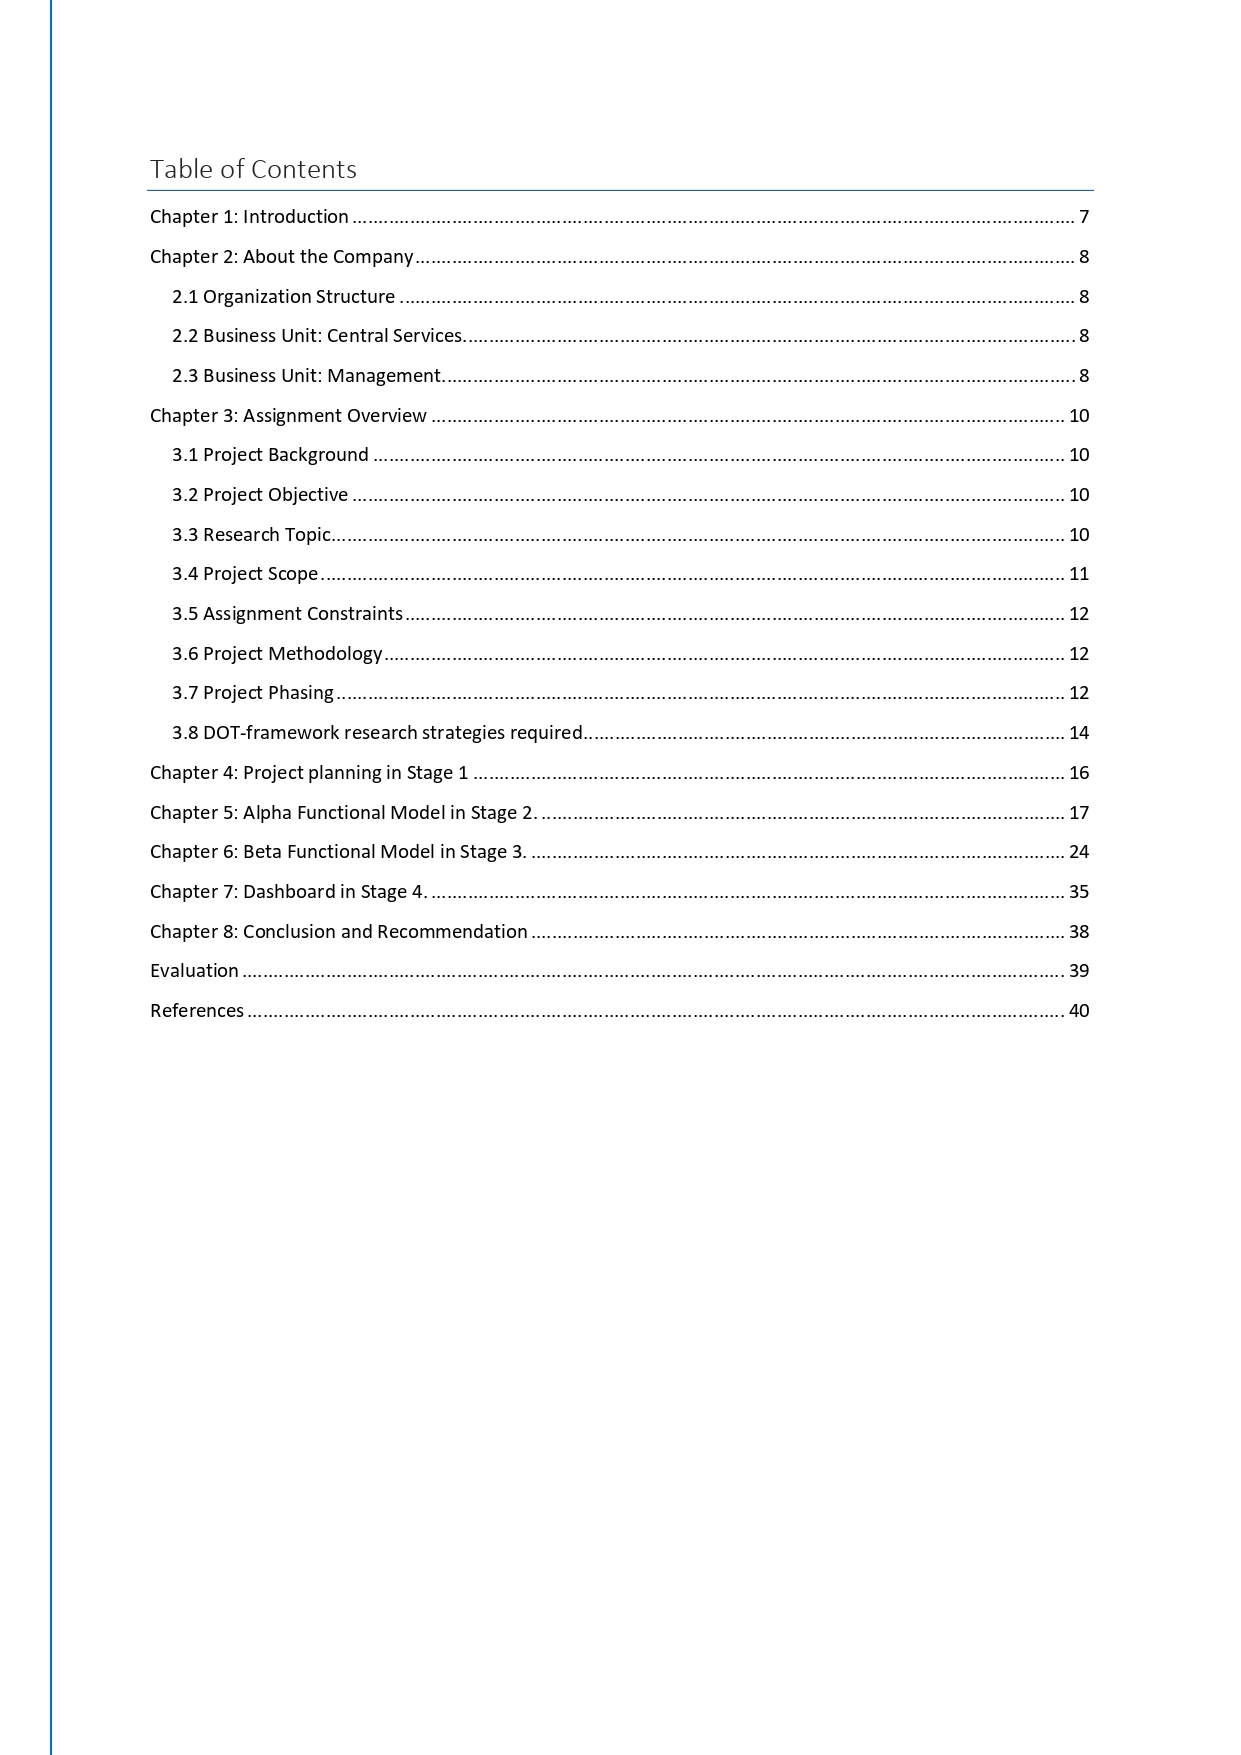 Table of Contents
Chapter 1: Introduction ........ 7
Chapter 2: About the Company ........ 8
2.1 Organization Structure ........ 8
2.2 Business Unit: Central Services ........ 8
2.3 Business Unit: Management ........ 8
Chapter 3: Assignment Overview ........ 10
3.1 Project Background ........ 10
3.2 Project Objective ........ 10
3.3 Research Topic ........ 10
3.4 Project Scope ........ 11
3.5 Assignment Constraints ........ 12
3.6 Project Methodology ........ 12
3.7 Project Phasing ........ 12
3.8 DOT-framework research strategies required ........ 14
Chapter 4: Project planning in Stage 1 ........ 16
Chapter 5: Alpha Functional Model in Stage 2. ........ 17
Chapter 6: Beta Functional Model in Stage 3. ........ 24
Chapter 7: Dashboard in Stage 4. ........ 35
Chapter 8: Conclusion and Recommendation ........ 38
Evaluation ........ 39
References ........ 40